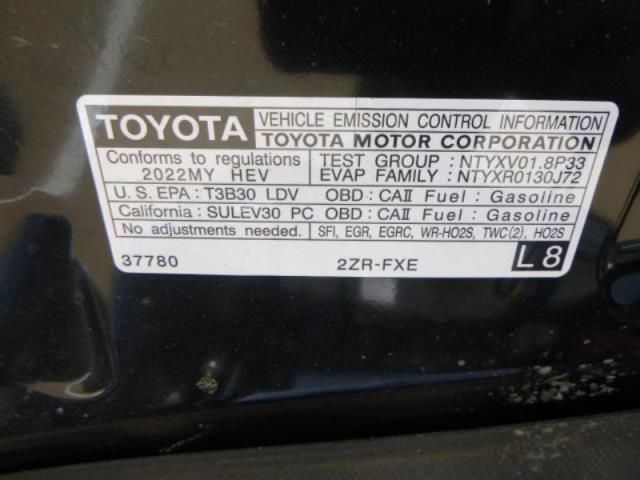 TOYOTA VEHICLE EMISSION CONTROL INFORMATION
TOYOTA MOTOR CORPORATION
Conforms to regulations TEST GROUP : NTYXV01.8P33
2022MY HEV EVAP FAMILY : NTYXR0130J72
U.S. EPA : T3B30 LDV OBD : CAII Fuel : Gasoline
California : SULEV30 PC OBD : CAII Fuel : Gasoline
No adjustments needed. SFI, EGR, EGRC, WR-HO2S, TWC(2), HO2S
37780 2ZR-FXE L 8